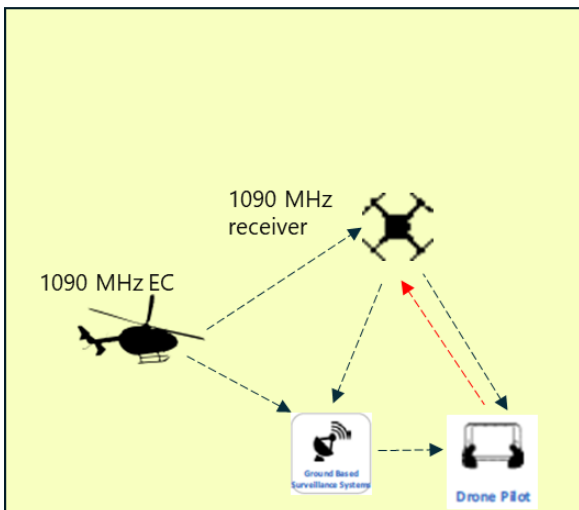 1090 MHz
receiver
1090 MHz EC
Ground Based
Surveillance Systems
Drone Pilot